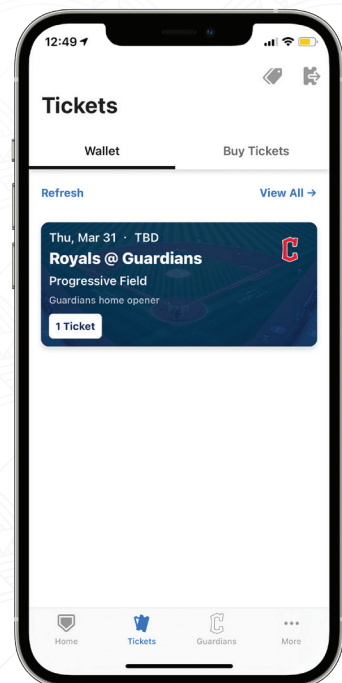 12:49
Tickets
Wallet
Buy Tickets
Refresh
View All →
Thu, Mar 31 · TBD
Royals @ Guardians
C
Progressive Field
Guardians home opener
1 Ticket
Home
Tickets
Guardians
More